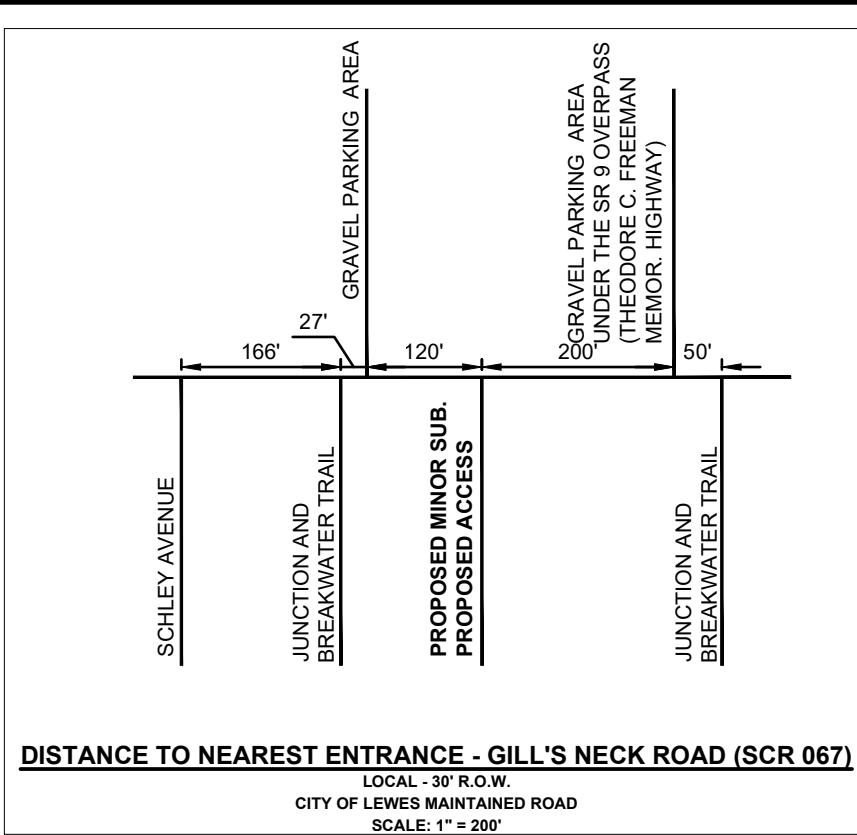 GRAVEL PARKING AREA
GRAVEL PARKING AREA
UNDER THE SR 9 OVERPASS
(THEODORE C. FREEMAN
MEMOR. HIGHWAY)
27'
166'
120'
200'
50'
SCHLEY AVENUE
JUNCTION AND
BREAKWATER TRAIL
PROPOSED MINOR SUB.
PROPOSED ACCESS
JUNCTION AND
BREAKWATER TRAIL
DISTANCE TO NEAREST ENTRANCE - GILL'S NECK ROAD (SCR 067)
LOCAL - 30' R.O.W.
CITY OF LEWES MAINTAINED ROAD
SCALE: 1" = 200'